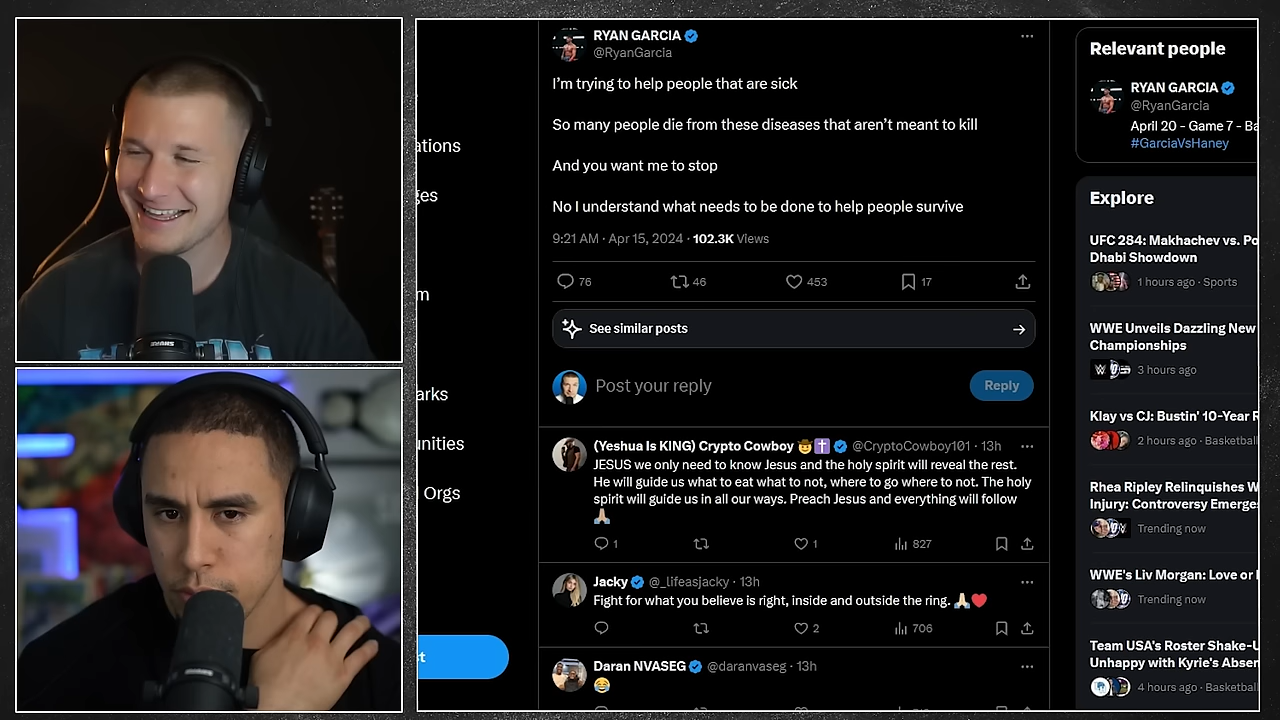 ations
ges
m
arks
unities
Orgs
t
RYAN GARCIA
@RyanGarcia
I'm trying to help people that are sick
So many people die from these diseases that aren't meant to kill
And you want me to stop
No I understand what needs to be done to help people survive
9:21 AM · Apr 15, 2024 · 102.3K Views
76 46 453 17
See similar posts
Post your reply
Reply
(Yeshua Is KING) Crypto Cowboy 🤠✝️ @CryptoCowboy101 · 13h
JESUS we only need to know Jesus and the holy spirit will reveal the rest.
He will guide us what to eat what to not, where to go where to not. The holy
spirit will guide us in all our ways. Preach Jesus and everything will follow
🙏🏼
1 1 827
Jacky @_lifeasjacky · 13h
Fight for what you believe is right, inside and outside the ring. 🙏🏼❤️
2 706
Daran NVASEG @daranvaseg · 13h
😂
Relevant people
RYAN GARCIA
@RyanGarcia
April 20 - Game 7 - Ba
#GarciaVsHaney
Explore
UFC 284: Makhachev vs. Po
Dhabi Showdown
1 hours ago · Sports
WWE Unveils Dazzling New
Championships
3 hours ago
Klay vs CJ: Bustin' 10-Year R
2 hours ago · Basketball
Rhea Ripley Relinquishes W
Injury: Controversy Emerge
Trending now
WWE's Liv Morgan: Love or
Trending now
Team USA's Roster Shake-U
Unhappy with Kyrie's Absen
4 hours ago · Basketball